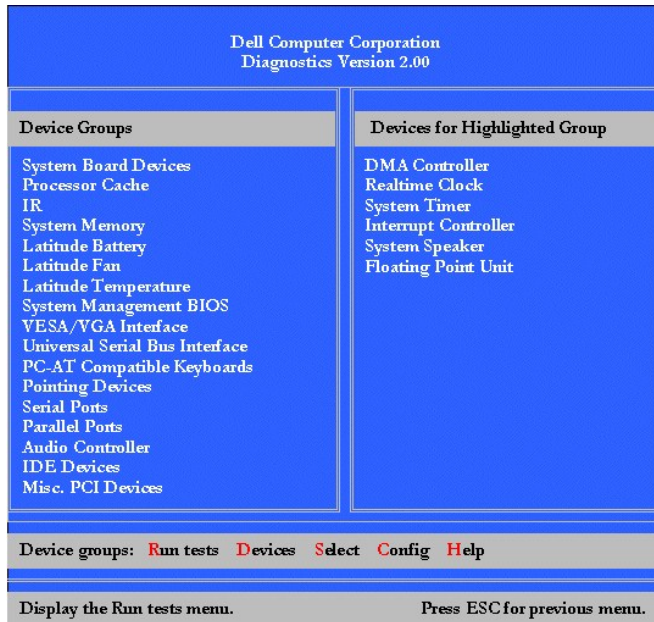 Dell Computer Corporation
Diagnostics Version 2.00
Device Groups
System Board Devices
Processor Cache
IR
System Memory
Latitude Battery
Latitude Fan
Latitude Temperature
System Management BIOS
VESA/VGA Interface
Universal Serial Bus Interface
PC-AT Compatible Keyboards
Pointing Devices
Serial Ports
Parallel Ports
Audio Controller
IDE Devices
Misc. PCI Devices
Devices for Highlighted Group
DMA Controller
Realtime Clock
System Timer
Interrupt Controller
System Speaker
Floating Point Unit
Device groups: Run tests Devices Select Config Help
Display the Run tests menu. Press ESC for previous menu.